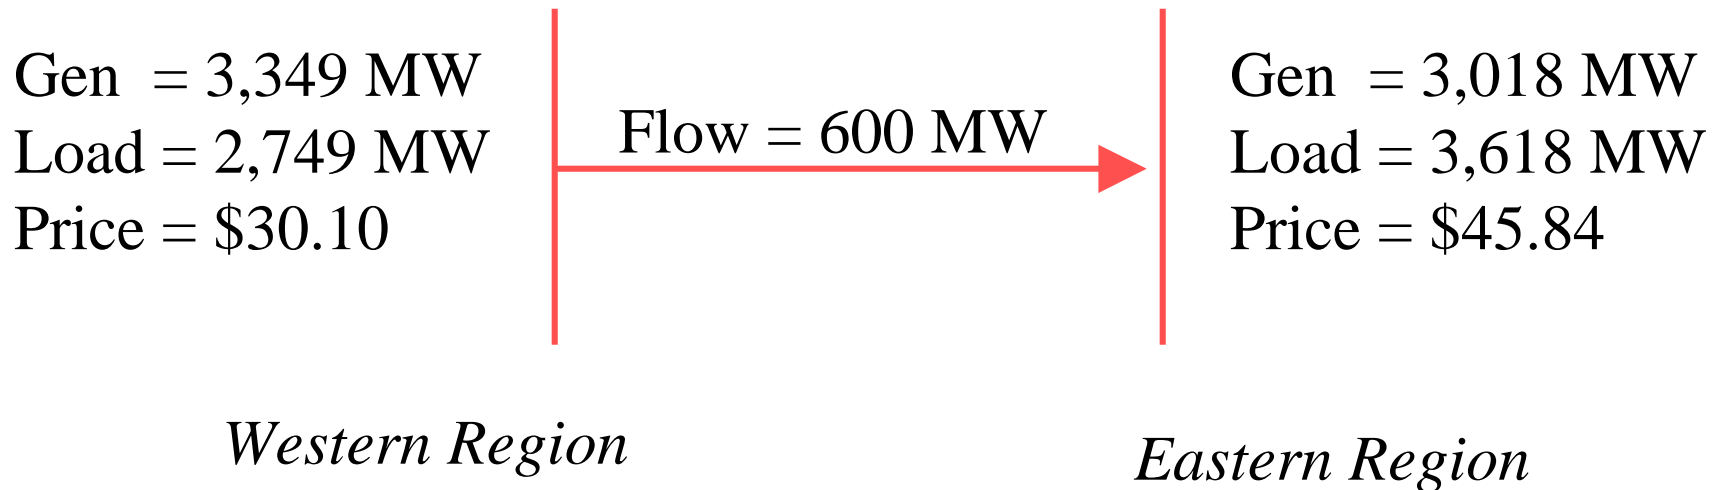 Gen = 3,349 MW
Load = 2,749 MW
Price = $30.10
Flow = 600 MW
Gen = 3,018 MW
Load = 3,618 MW
Price = $45.84
Western Region
Eastern Region